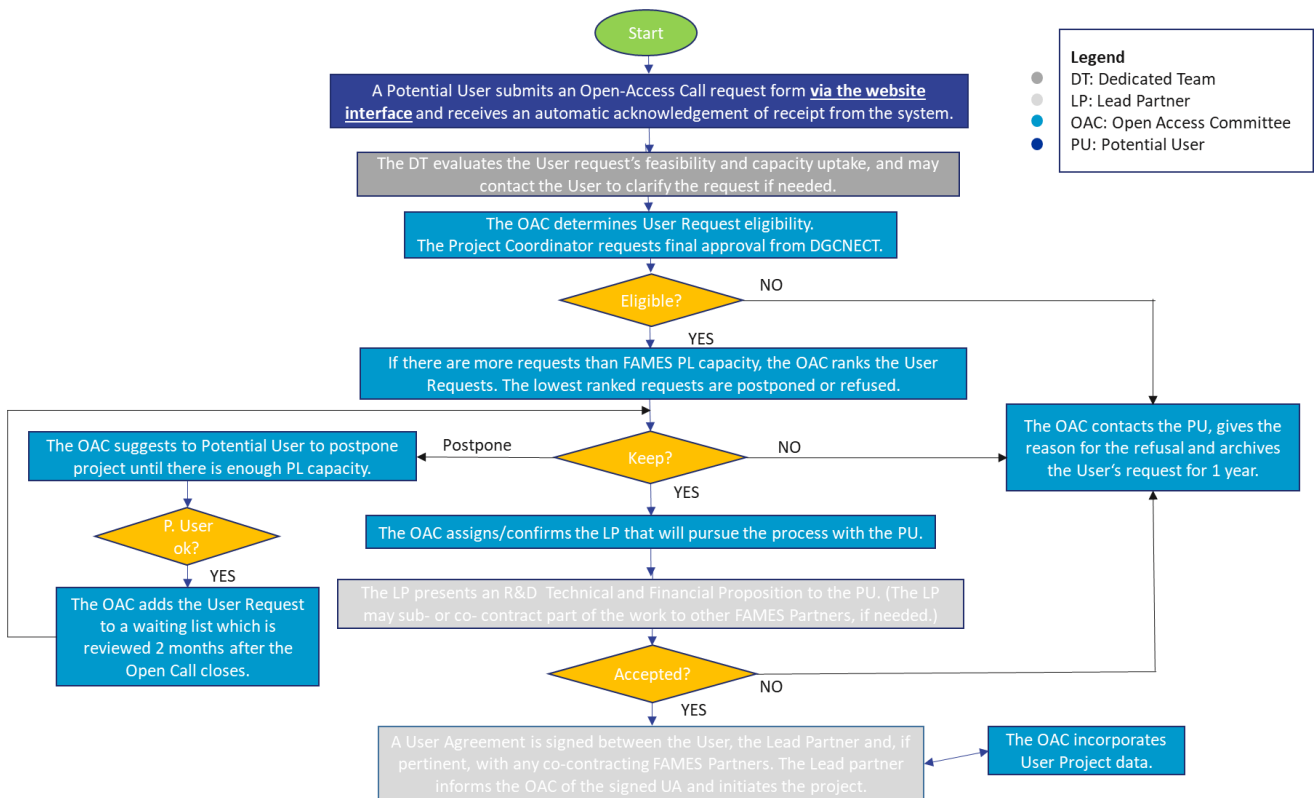 Start
Legend
DT: Dedicated Team
LP: Lead Partner
OAC: Open Access Committee
PU: Potential User
A Potential User submits an Open-Access Call request form via the website
interface and receives an automatic acknowledgement of receipt from the system.
The DT evaluates the User request's feasibility and capacity uptake, and may
contact the User to clarify the request if needed.
The OAC determines User Request eligibility.
The Project Coordinator requests final approval from DGCNECT.
Eligible?
NO
YES
If there are more requests than FAMES PL capacity, the OAC ranks the User
Requests. The lowest ranked requests are postponed or refused.
The OAC suggests to Potential User to postpone
project until there is enough PL capacity.
Postpone
Keep?
NO
The OAC contacts the PU, gives the
reason for the refusal and archives
the User's request for 1 year.
YES
P. User
ok?
YES
The OAC adds the User Request
to a waiting list which is
reviewed 2 months after the
Open Call closes.
The OAC assigns/confirms the LP that will pursue the process with the PU.
The LP presents an R&D Technical and Financial Proposition to the PU. (The LP
may sub- or co- contract part of the work to other FAMES Partners, if needed.)
Accepted?
NO
YES
A User Agreement is signed between the User, the Lead Partner and, if
pertinent, with any co-contracting FAMES Partners. The Lead partner
informs the OAC of the signed UA and initiates the project.
The OAC incorporates
User Project data.